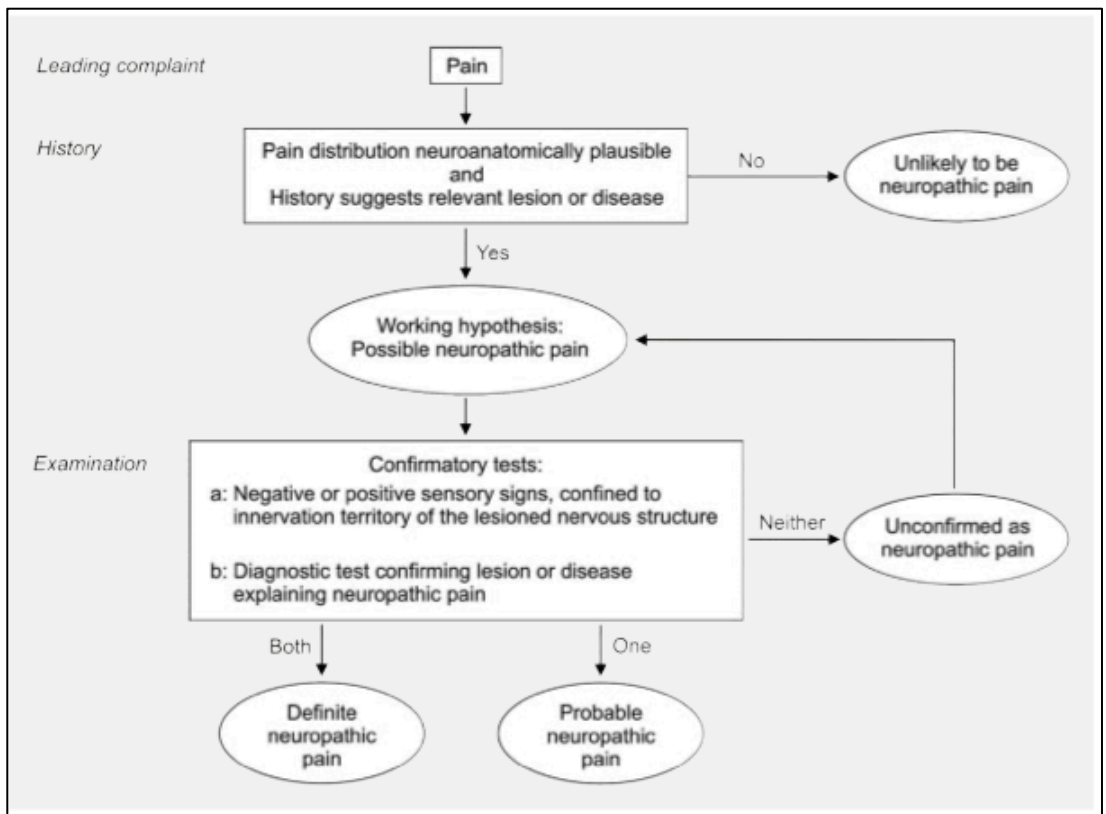 Leading complaint
Pain
History
Pain distribution neuroanatomically plausible
and
History suggests relevant lesion or disease
No
Unlikely to be
neuropathic pain
Yes
Working hypothesis:
Possible neuropathic pain
Examination
Confirmatory tests:
a: Negative or positive sensory signs, confined to
innervation territory of the lesioned nervous structure
b: Diagnostic test confirming lesion or disease
explaining neuropathic pain
Neither
Unconfirmed as
neuropathic pain
Both
One
Definite
neuropathic
pain
Probable
neuropathic
pain